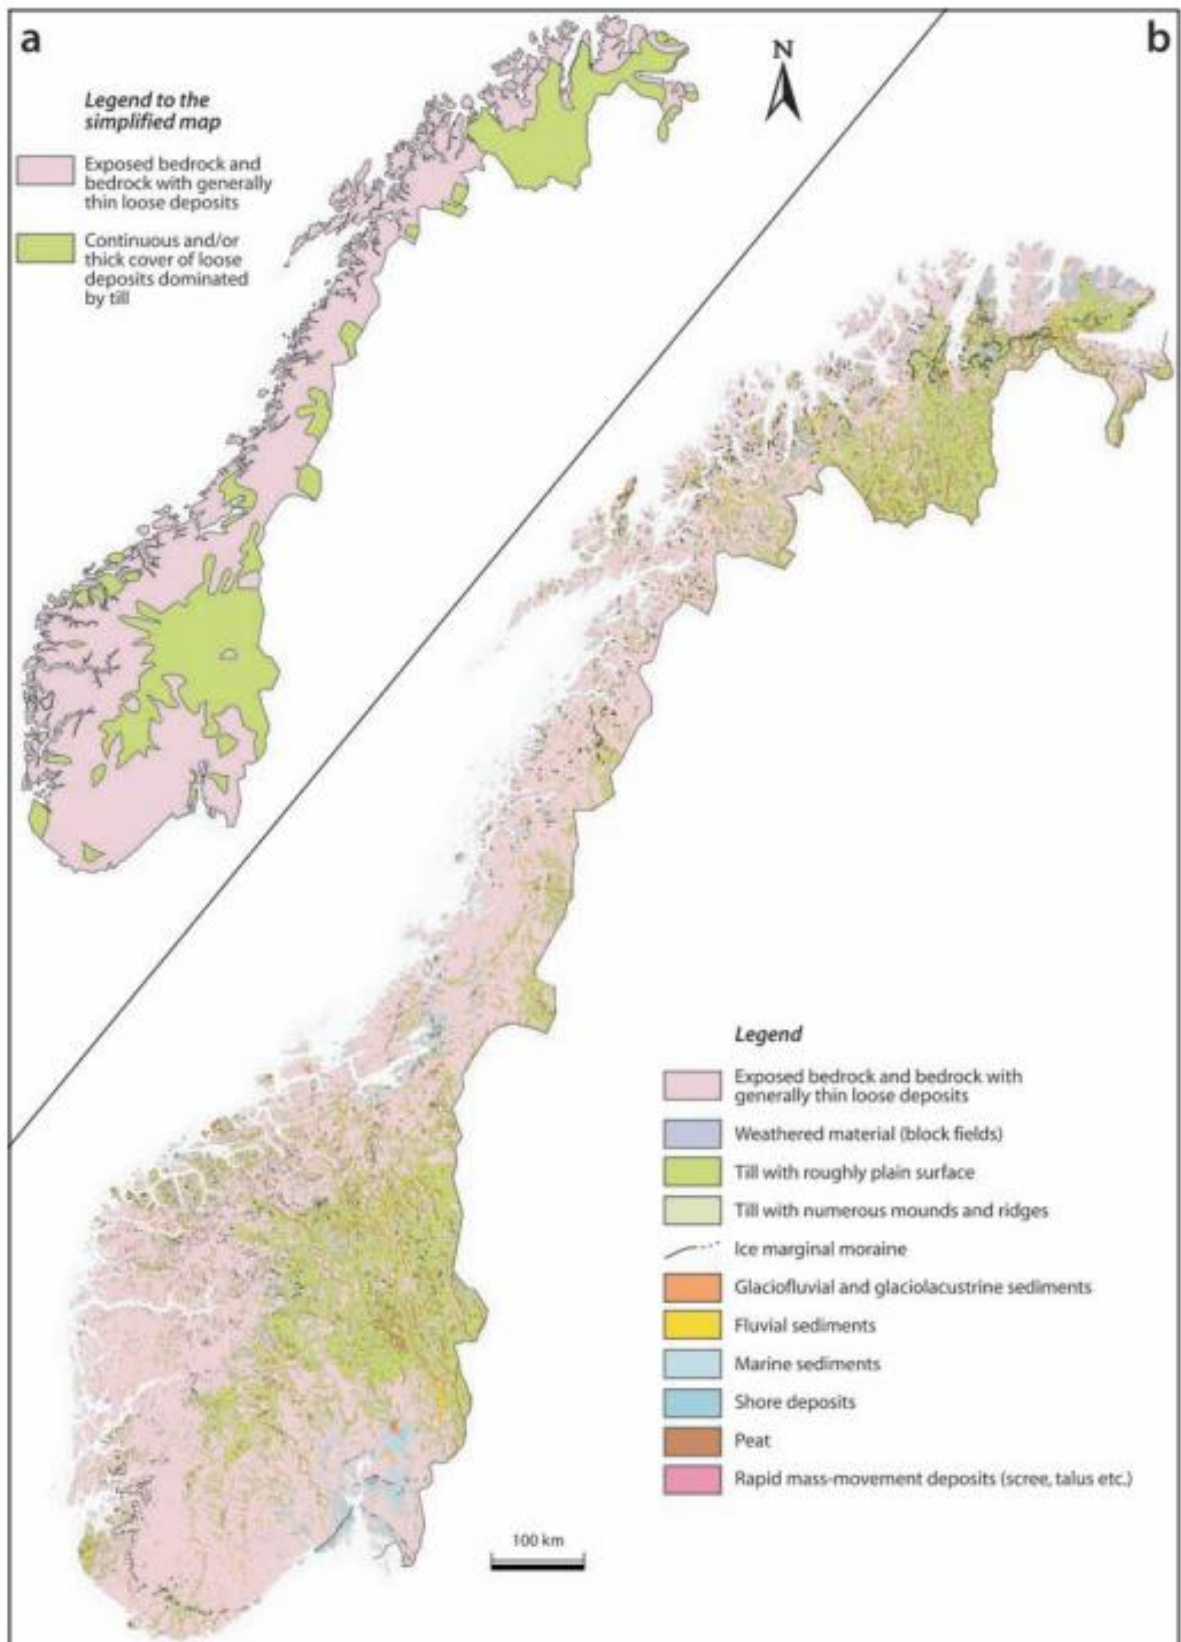 a
b
N
Legend to the
simplified map
Exposed bedrock and
bedrock with generally
thin loose deposits
Continuous and/or
thick cover of loose
deposits dominated
by till
Legend
Exposed bedrock and bedrock with
generally thin loose deposits
Weathered material (block fields)
Till with roughly plain surface
Till with numerous mounds and ridges
Ice marginal moraine
Glaciofluvial and glaciolacustrine sediments
Fluvial sediments
Marine sediments
Shore deposits
Peat
Rapid mass-movement deposits (scree, talus etc.)
100 km